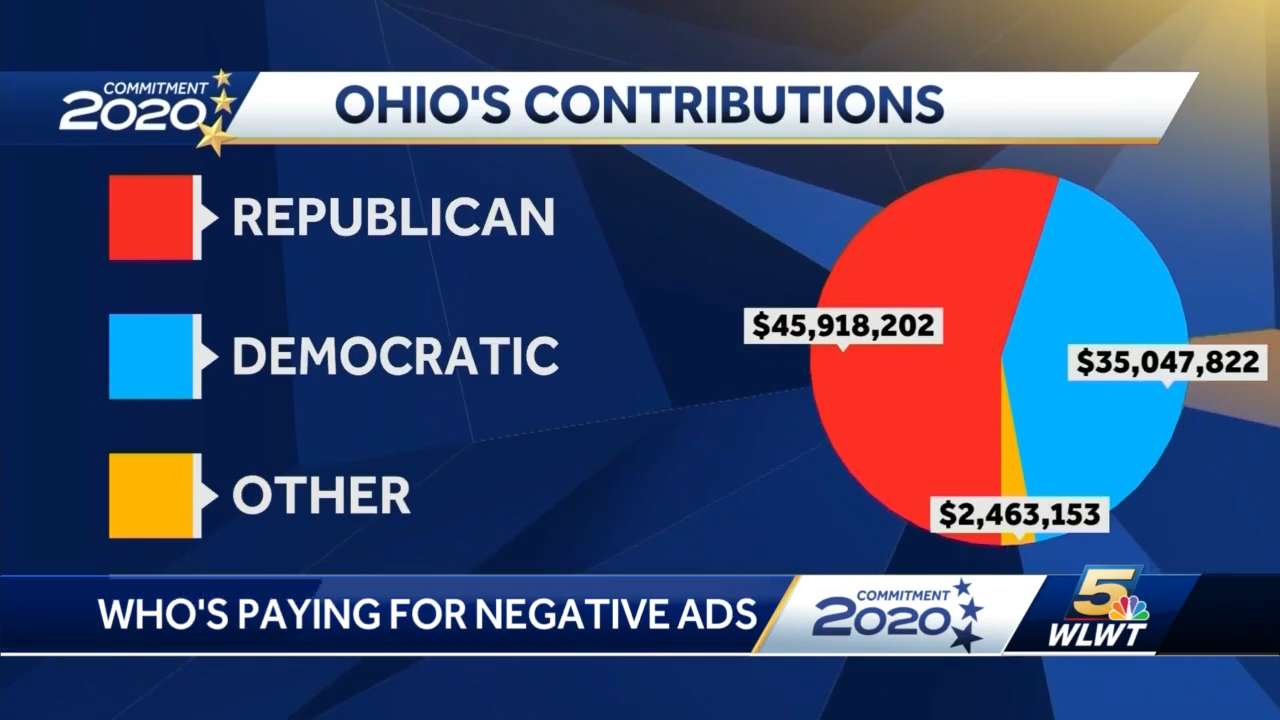 COMMITMENT
2020
OHIO'S CONTRIBUTIONS
REPUBLICAN
DEMOCRATIC
OTHER
$45,918,202
$35,047,822
$2,463,153
WHO'S PAYING FOR NEGATIVE ADS
COMMITMENT
2020
5
WLWT